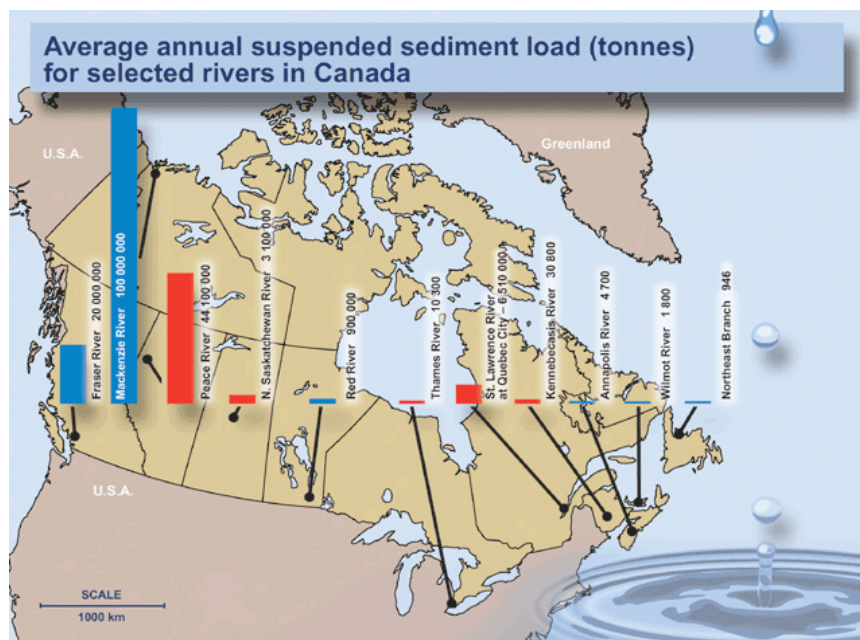 Average annual suspended sediment load (tonnes)
for selected rivers in Canada
U.S.A.
Greenland
Fraser River 20 000 000
Mackenzie River 100 000 000
Peace River 44 100 000
N. Saskatchewan River 3 100 000
Red River 900 000
Thames River 10 300
St. Lawrence River
at Quebec City – 6,510 000
Kennebecasis River 30 800
Annapolis River 4 700
Wilmot River 1 800
Northeast Branch 946
U.S.A.
SCALE
1000 km